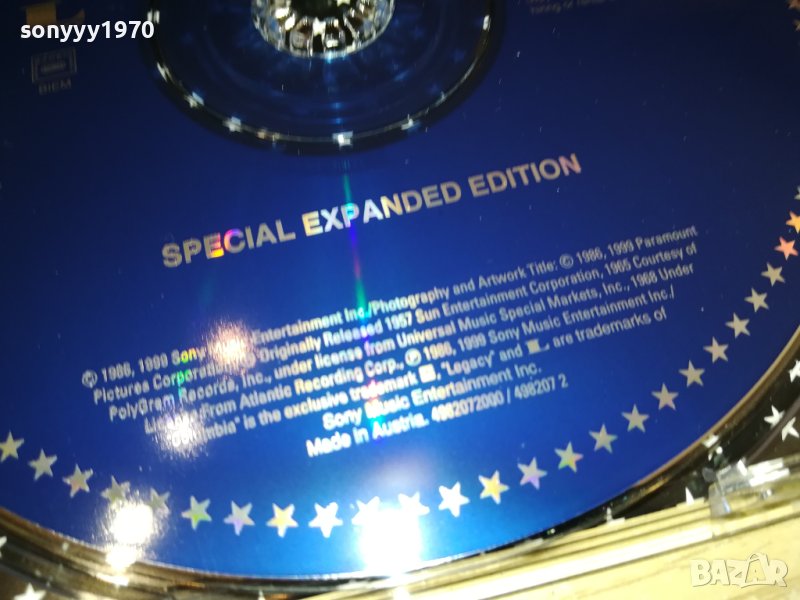 sonyyy1970
BIEM
SPECIAL EXPANDED EDITION
© 1986, 1999 Sony Entertainment Inc./Photography and Artwork Title: © 1986, 1999 Paramount
Pictures Originally Released 1957 Sun Entertainment Corporation, 1965 Courtesy of
PolyGram Records, Inc., under license from Universal Music Special Markets, Inc., 1968 Under
From Atlantic Recording Corp., ℗ 1986, 1999 Sony Music Entertainment Inc./
is the exclusive trademark "Legacy" and are trademarks of
Sony Music Entertainment Inc.
Made in Austria. 4982072000 / 498207 2
BAZAR